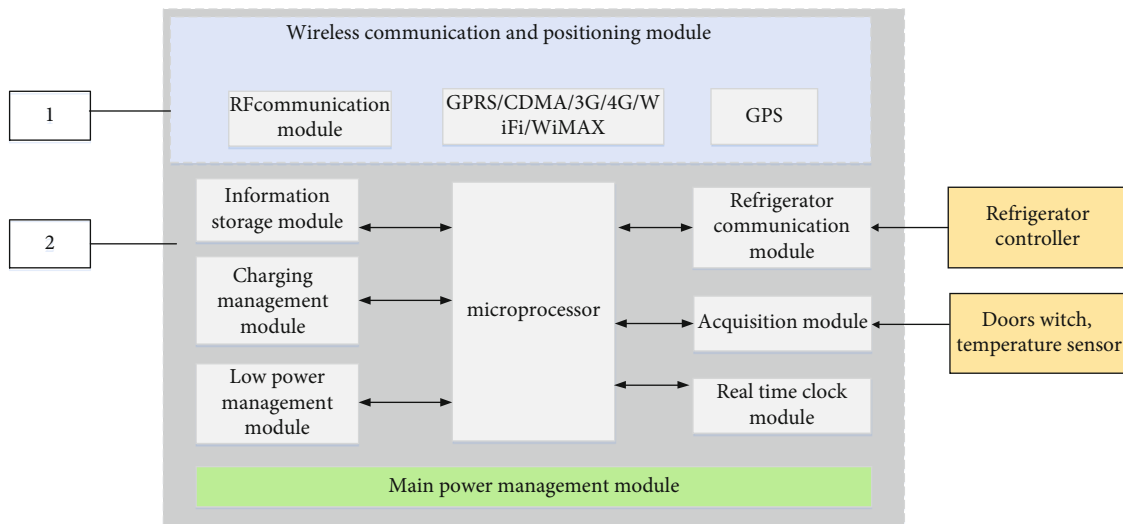 Wireless communication and positioning module
1
RFcommunication
module
GPRS/CDMA/3G/4G/W
iFi/WiMAX
GPS
2
Information
storage module
Charging
management
module
Low power
management
module
microprocessor
Refrigerator
communication
module
Acquisition module
Real time clock
module
Refrigerator
controller
Doors witch,
temperature sensor
Main power management module